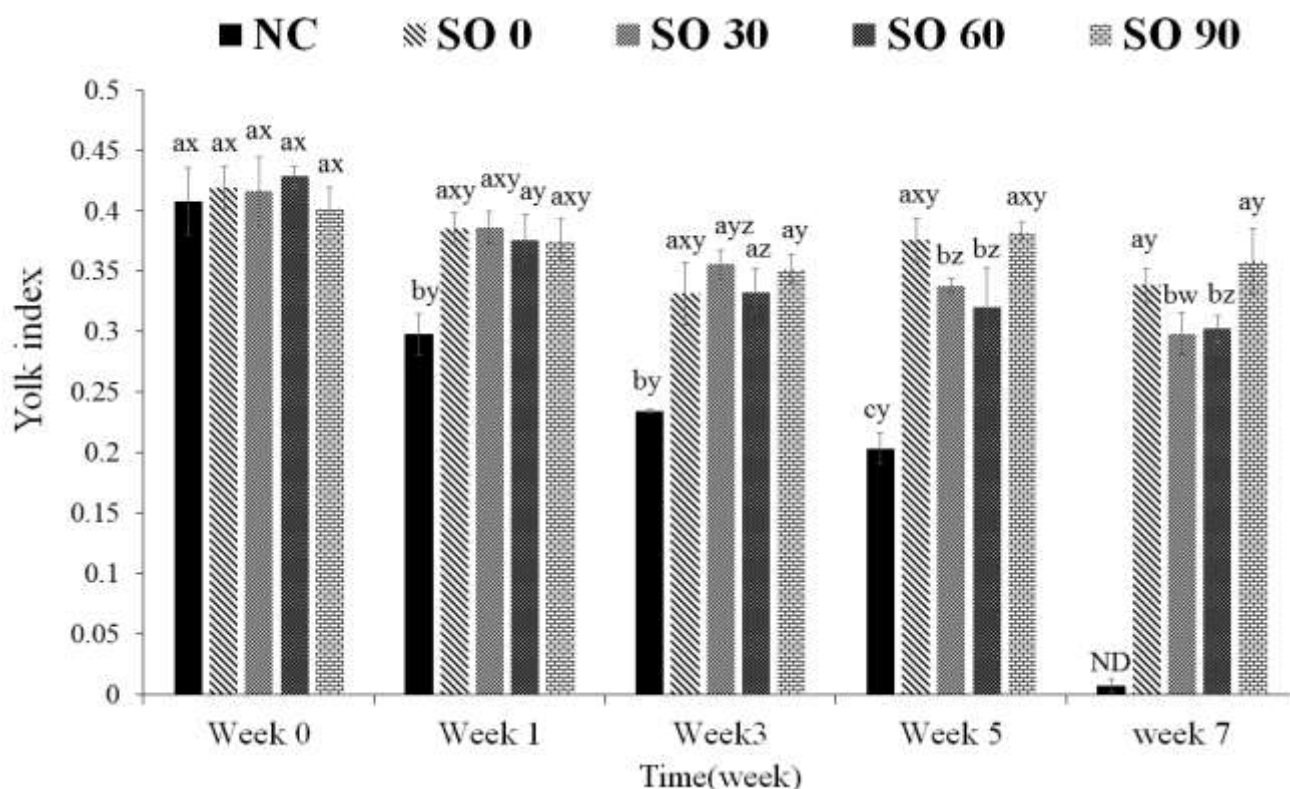 NC SO 0 SO 30 SO 60 SO 90
0.5
0.45
0.4
0.35
0.3
0.25
0.2
0.15
0.1
0.05
0
Yolk index
ax ax ax ax ax
by axy axy ay axy
by axy ayz az ay
cy axy bz bz axy
ND ay bw bz ay
Week 0 Week 1 Week3 Week 5 week 7
Time(week)